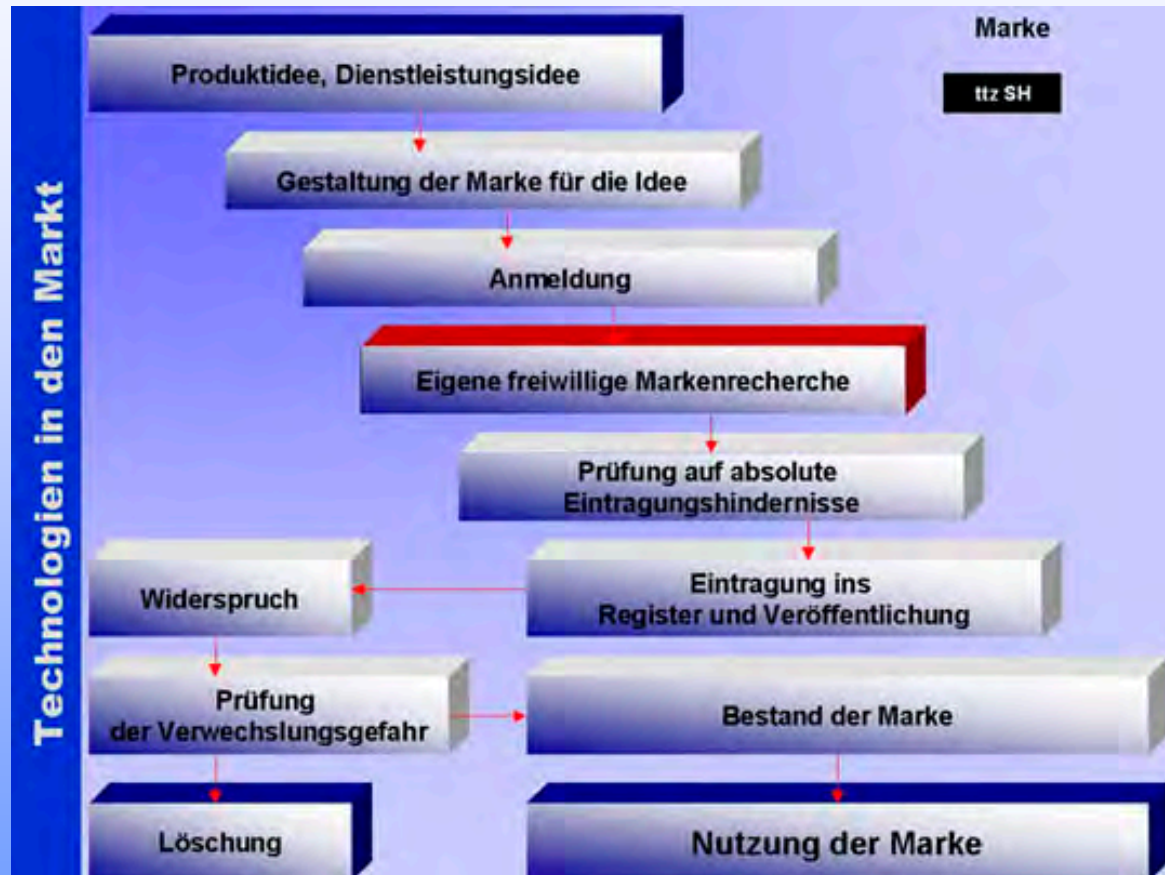 Technologien in den Markt
Marke
ttz SH
Produktidee, Dienstleistungsidee
Gestaltung der Marke für die Idee
Anmeldung
Eigene freiwillige Markenrecherche
Prüfung auf absolute
Eintragungshindernisse
Eintragung ins
Register und Veröffentlichung
Widerspruch
Prüfung
der Verwechslungsgefahr
Bestand der Marke
Löschung
Nutzung der Marke